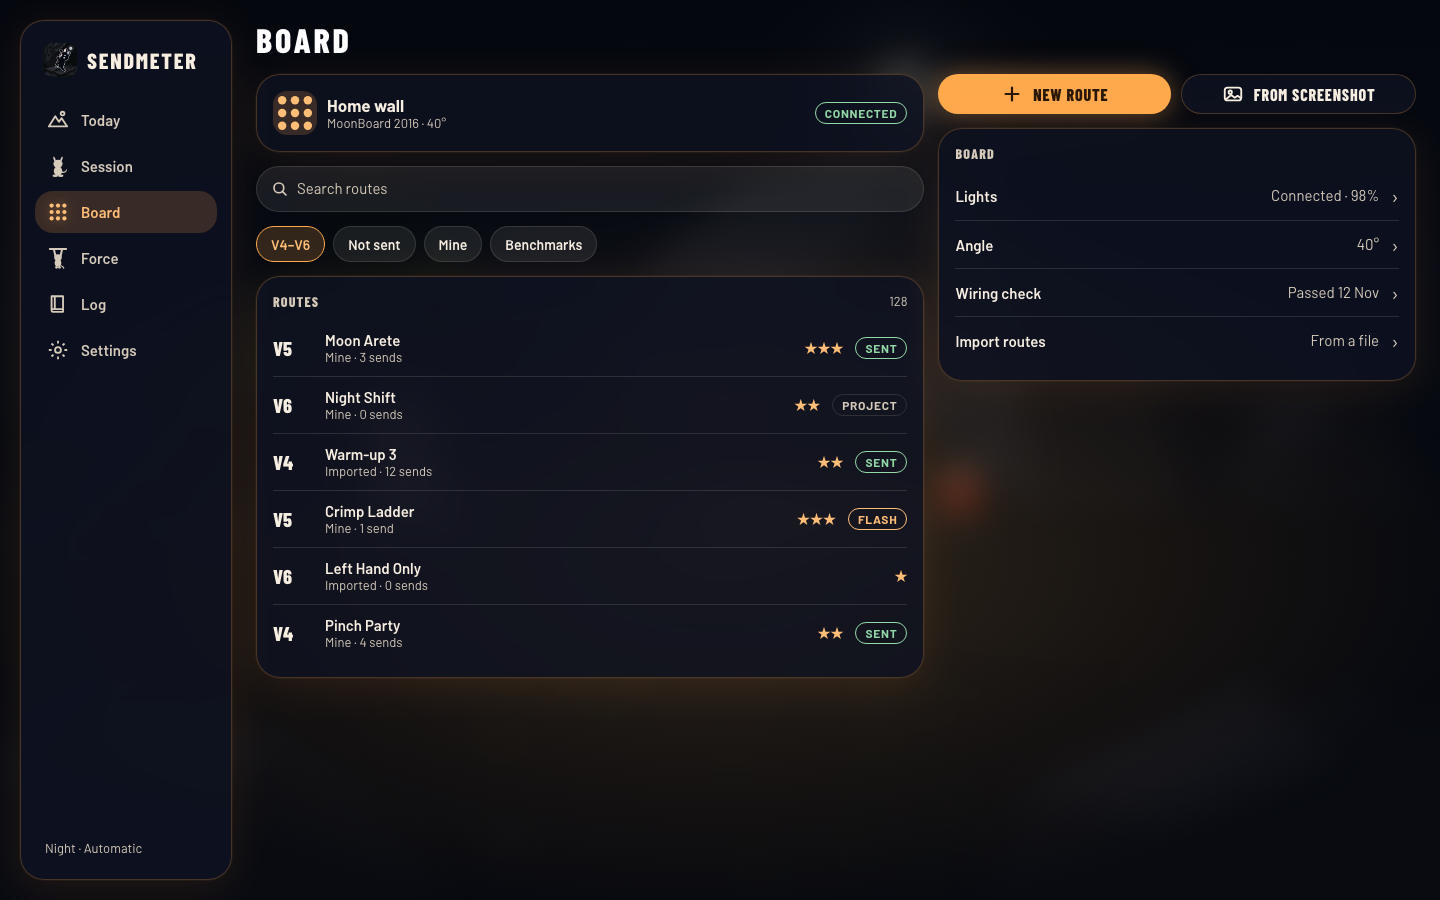 SENDMETER
Today
Session
Board
Force
Log
Settings
Night · Automatic
BOARD
Home wall
MoonBoard 2016 · 40°
CONNECTED
Search routes
V4–V6
Not sent
Mine
Benchmarks
ROUTES
128
V5
Moon Arete
Mine · 3 sends
★★★
SENT
V6
Night Shift
Mine · 0 sends
★★
PROJECT
V4
Warm-up 3
Imported · 12 sends
★★
SENT
V5
Crimp Ladder
Mine · 1 send
★★★
FLASH
V6
Left Hand Only
Imported · 0 sends
★
V4
Pinch Party
Mine · 4 sends
★★
SENT
NEW ROUTE
FROM SCREENSHOT
BOARD
Lights
Connected · 98% ›
Angle
40° ›
Wiring check
Passed 12 Nov ›
Import routes
From a file ›